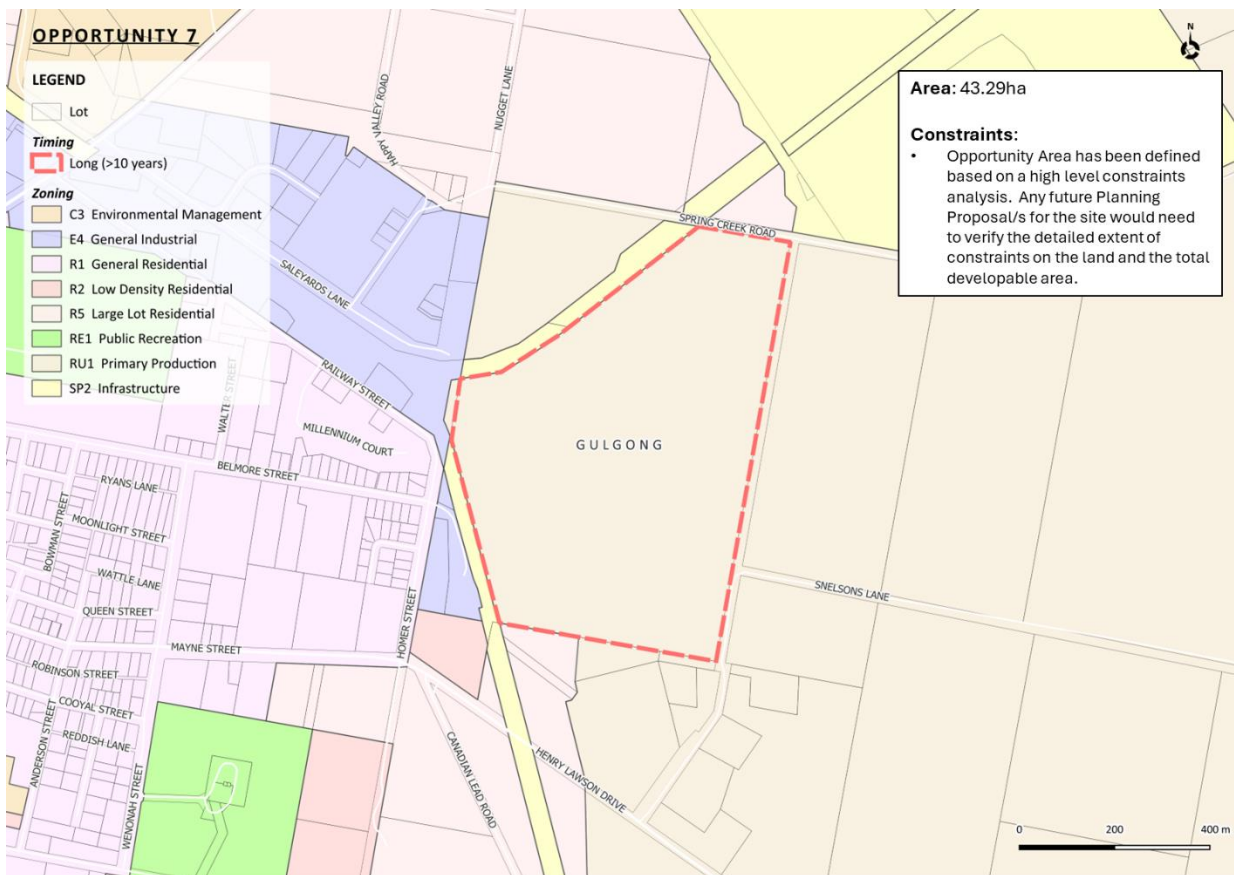 OPPORTUNITY 7
LEGEND
Lot
Timing
Long (>10 years)
Zoning
C3 Environmental Management
E4 General Industrial
R1 General Residential
R2 Low Density Residential
R5 Large Lot Residential
RE1 Public Recreation
RU1 Primary Production
SP2 Infrastructure
N
Area: 43.29ha
Constraints:
• Opportunity Area has been defined
based on a high level constraints
analysis. Any future Planning
Proposal/s for the site would need
to verify the detailed extent of
constraints on the land and the total
developable area.
HAPPY VALLEY ROAD
NUGGET LANE
SPRING CREEK ROAD
SALEYARDS LANE
RAILWAY STREET
WALTER STREET
MILLENNIUM COURT
GULGONG
BELMORE STREET
RYANS LANE
BOWMAN STREET
MOONLIGHT STREET
WATTLE LANE
QUEEN STREET
SNELSONS LANE
HOMER STREET
MAYNE STREET
ROBINSON STREET
COOYAL STREET
REDDISH LANE
ANDERSON STREET
WENONAH STREET
CANADIAN LEAD ROAD
HENRY LAWSON DRIVE
0 200 400 m